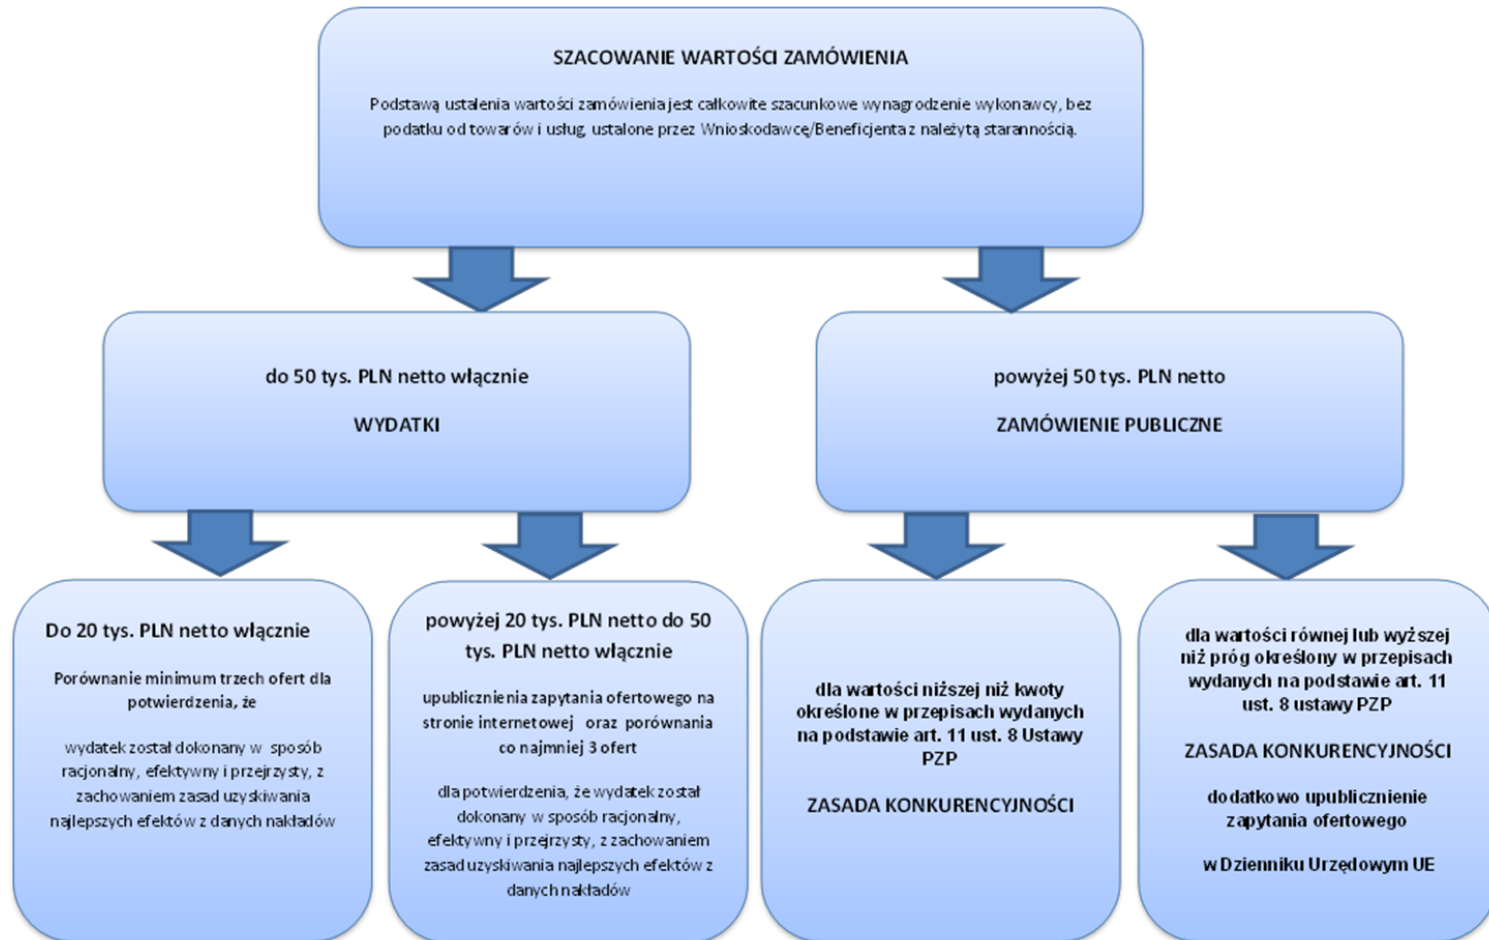 SZACOWANIE WARTOŚCI ZAMÓWIENIA
Podstawą ustalenia wartości zamówienia jest całkowite szacunkowe wynagrodzenie wykonawcy, bez
podatku od towarów i usług, ustalone przez Wnioskodawcę/Beneficjenta z należytą starannością.
do 50 tys. PLN netto włącznie
WYDATKI
powyżej 50 tys. PLN netto
ZAMÓWIENIE PUBLICZNE
Do 20 tys. PLN netto włącznie
Porównanie minimum trzech ofert dla
potwierdzenia, że
wydatek został dokonany w sposób
racjonalny, efektywny i przejrzysty, z
zachowaniem zasad uzyskiwania
najlepszych efektów z danych nakładów
powyżej 20 tys. PLN netto do 50
tys. PLN netto włącznie
upublicznienia zapytania ofertowego na
stronie internetowej oraz porównania
co najmniej 3 ofert
dla potwierdzenia, że wydatek został
dokonany w sposób racjonalny,
efektywny i przejrzysty, z zachowaniem
zasad uzyskiwania najlepszych efektów z
danych nakładów
dla wartości niższej niż kwoty
określone w przepisach wydanych
na podstawie art. 11 ust. 8 Ustawy
PZP
ZASADA KONKURENCYJNOŚCI
dla wartości równej lub wyższej
niż próg określony w przepisach
wydanych na podstawie art. 11
ust. 8 ustawy PZP
ZASADA KONKURENCYJNOŚCI
dodatkowo upublicznienie
zapytania ofertowego
w Dzienniku Urzędowym UE